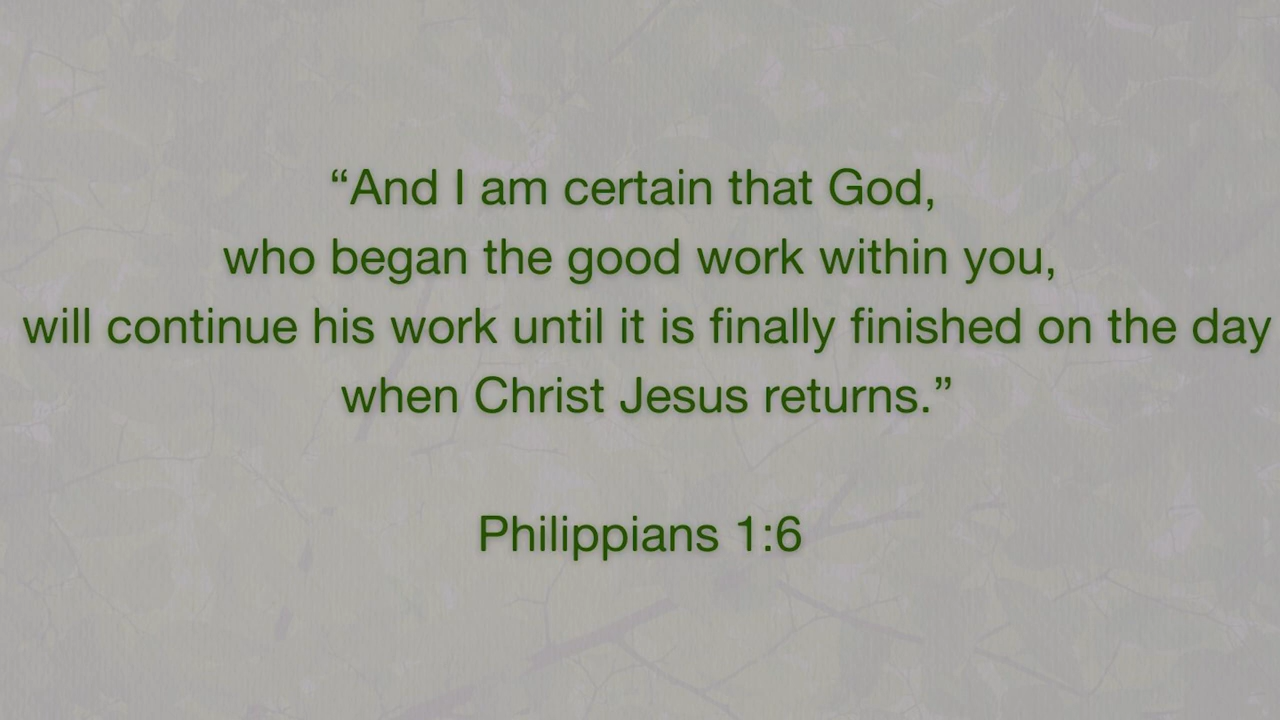 “And I am certain that God,
who began the good work within you,
will continue his work until it is finally finished on the day
when Christ Jesus returns.”
Philippians 1:6